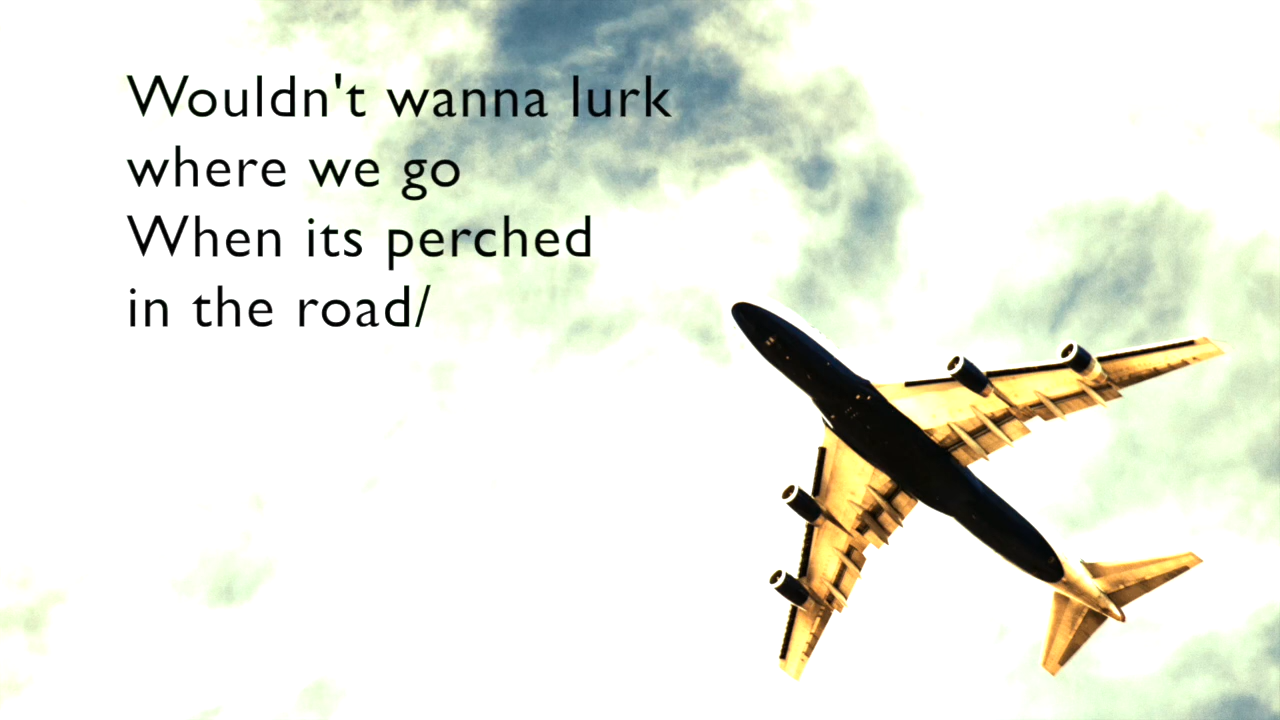 Wouldn't wanna lurk
where we go
When its perched
in the road/